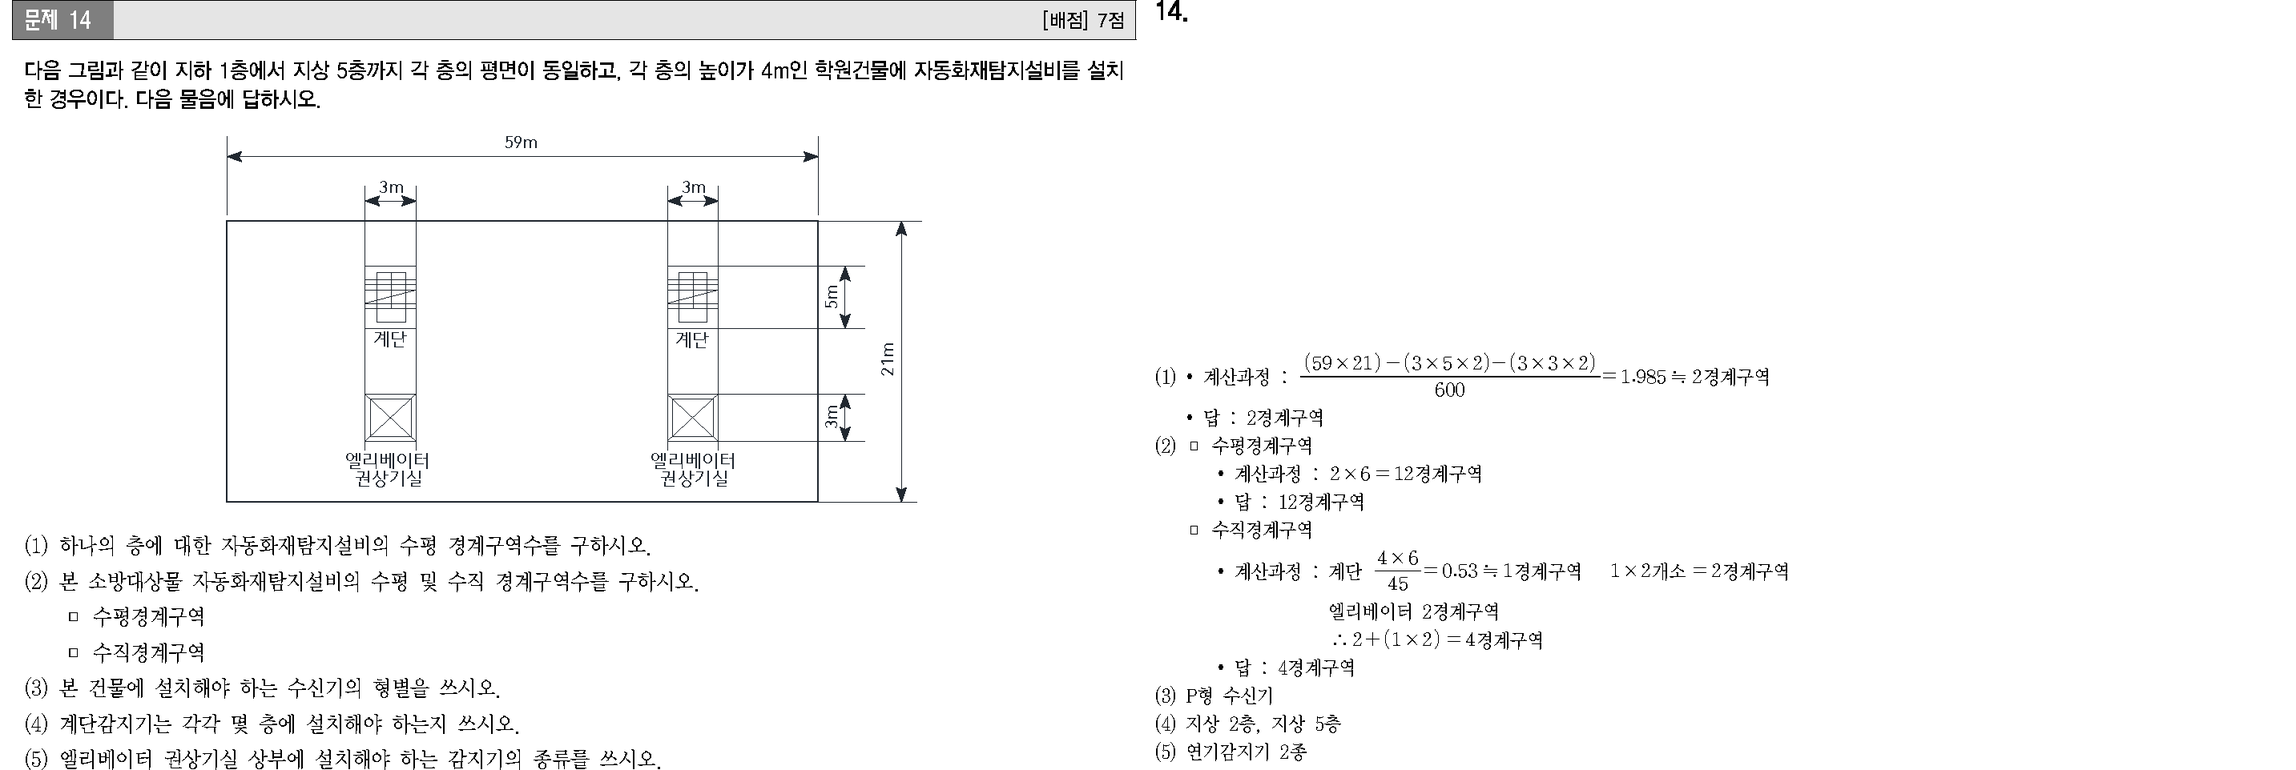 문제 14
[배점] 7점
다음 그림과 같이 지하 1층에서 지상 5층까지 각 층의 평면이 동일하고, 각 층의 높이가 4m인 학원건물에 자동화재탐지설비를 설치
한 경우이다. 다음 물음에 답하시오.
59m
3m
3m
5m
계단
계단
21m
3m
엘리베이터
권상기실
엘리베이터
권상기실
(1) 하나의 층에 대한 자동화재탐지설비의 수평 경계구역수를 구하시오.
(2) 본 소방대상물 자동화재탐지설비의 수평 및 수직 경계구역수를 구하시오.
□ 수평경계구역
□ 수직경계구역
(3) 본 건물에 설치해야 하는 수신기의 형별을 쓰시오.
(4) 계단감지기는 각각 몇 층에 설치해야 하는지 쓰시오.
(5) 엘리베이터 권상기실 상부에 설치해야 하는 감지기의 종류를 쓰시오.
14.
(1) • 계산과정 : (59×21)−(3×5×2)−(3×3×2) / 600 = 1.985 ≒ 2경계구역
• 답 : 2경계구역
(2) □ 수평경계구역
• 계산과정 : 2×6 = 12경계구역
• 답 : 12경계구역
□ 수직경계구역
• 계산과정 : 계단 4×6 / 45 = 0.53 ≒ 1경계구역 1×2개소 = 2경계구역
엘리베이터 2경계구역
∴ 2+(1×2) = 4경계구역
• 답 : 4경계구역
(3) P형 수신기
(4) 지상 2층, 지상 5층
(5) 연기감지기 2종